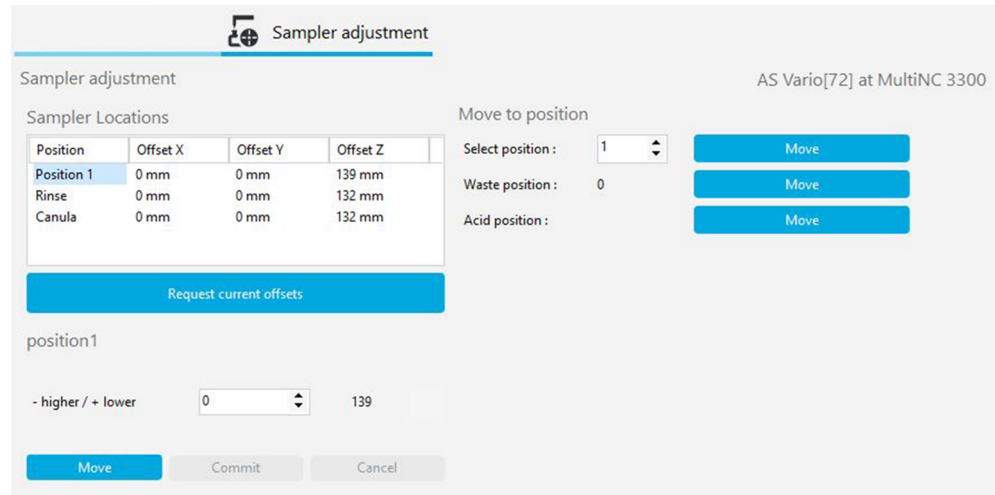 Sampler adjustment
Sampler adjustment
AS Vario[72] at MultiNC 3300
Sampler Locations
Position Offset X Offset Y Offset Z
Position 1 0 mm 0 mm 139 mm
Rinse 0 mm 0 mm 132 mm
Canula 0 mm 0 mm 132 mm
Request current offsets
position1
- higher / + lower 0 139
Move Commit Cancel
Move to position
Select position : 1 Move
Waste position : 0 Move
Acid position : Move